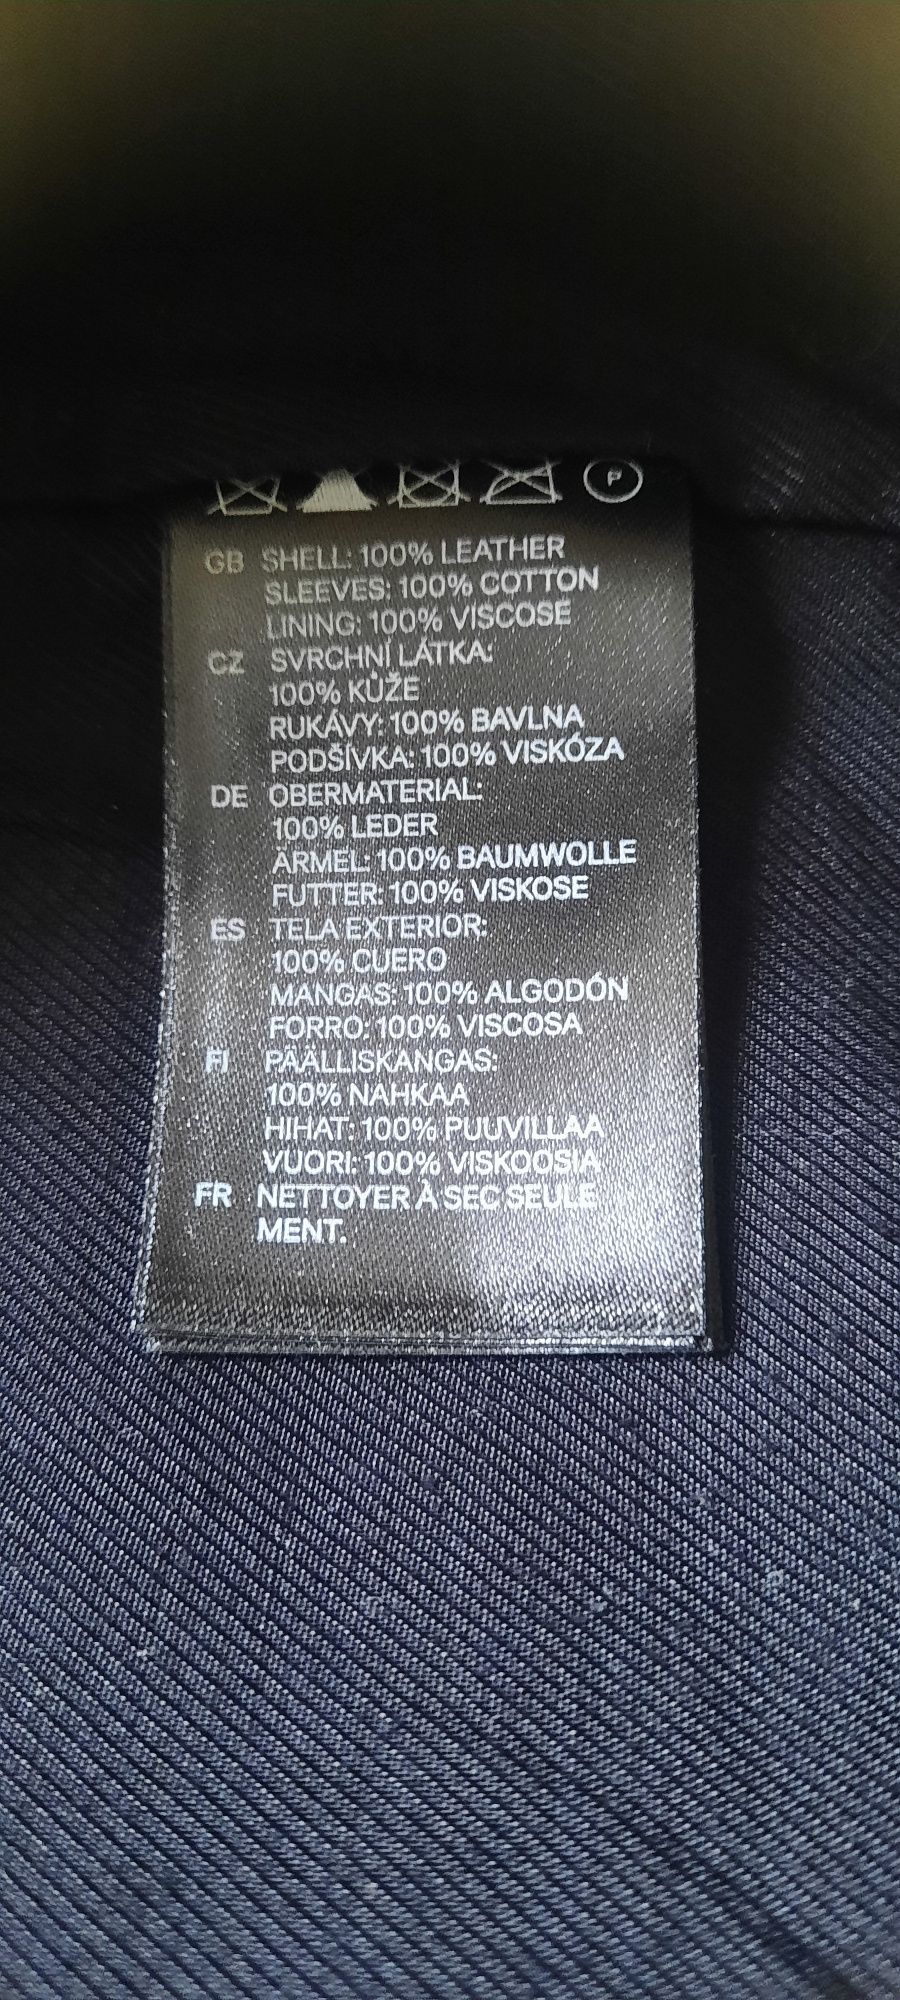 P
GB SHELL: 100% LEATHER
SLEEVES: 100% COTTON
LINING: 100% VISCOSE
CZ SVRCHNÍ LÁTKA:
100% KŮŽE
RUKÁVY: 100% BAVLNA
PODŠÍVKA: 100% VISKÓZA
DE OBERMATERIAL:
100% LEDER
ÄRMEL: 100% BAUMWOLLE
FUTTER: 100% VISKOSE
ES TELA EXTERIOR:
100% CUERO
MANGAS: 100% ALGODÓN
FORRO: 100% VISCOSA
FI PÄÄLLISKANGAS:
100% NAHKAA
HIHAT: 100% PUUVILLAA
VUORI: 100% VISKOOSIA
FR NETTOYER À SEC SEULE
MENT.